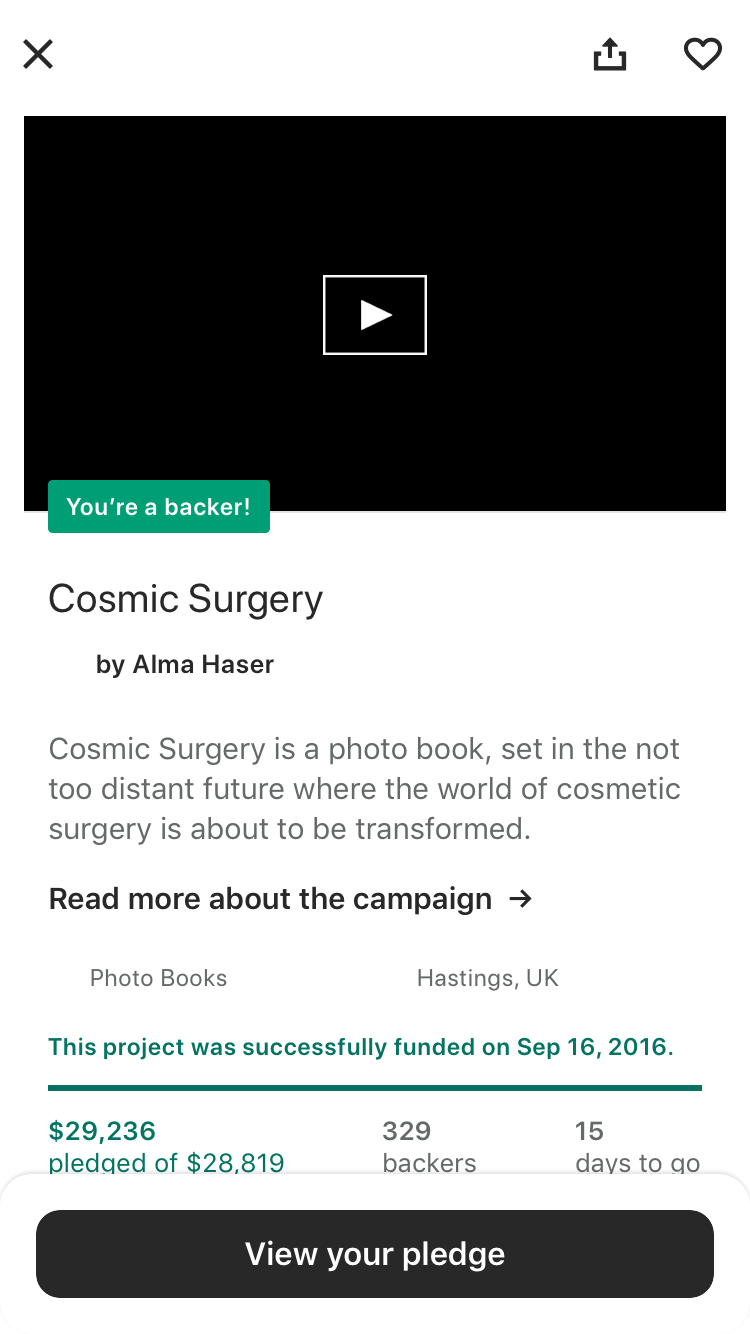 You’re a backer!
Cosmic Surgery
by Alma Haser
Cosmic Surgery is a photo book, set in the not
too distant future where the world of cosmetic
surgery is about to be transformed.
Read more about the campaign →
Photo Books
Hastings, UK
This project was successfully funded on Sep 16, 2016.
$29,236
pledged of $28,819
329
backers
15
days to go
View your pledge